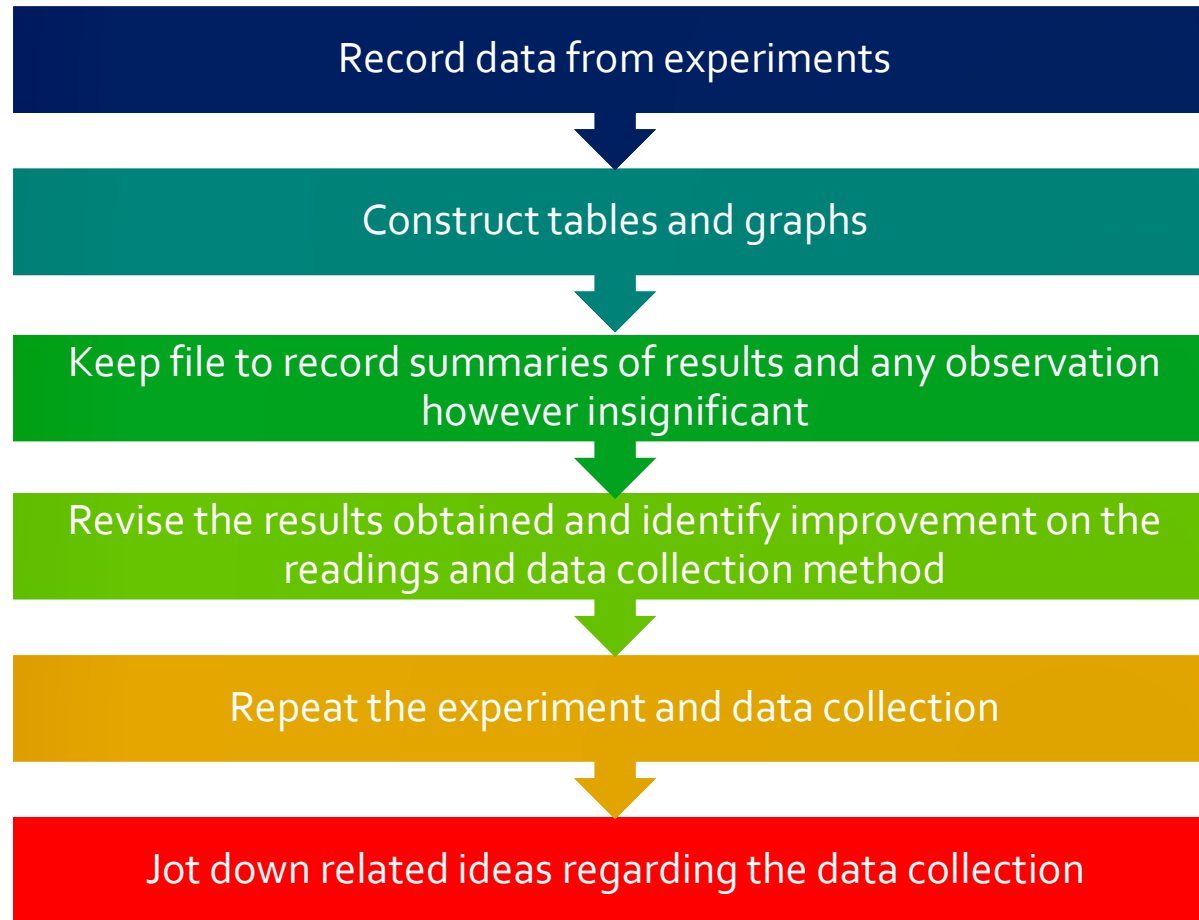 Record data from experiments
Construct tables and graphs
Keep file to record summaries of results and any observation
however insignificant
Revise the results obtained and identify improvement on the
readings and data collection method
Repeat the experiment and data collection
Jot down related ideas regarding the data collection